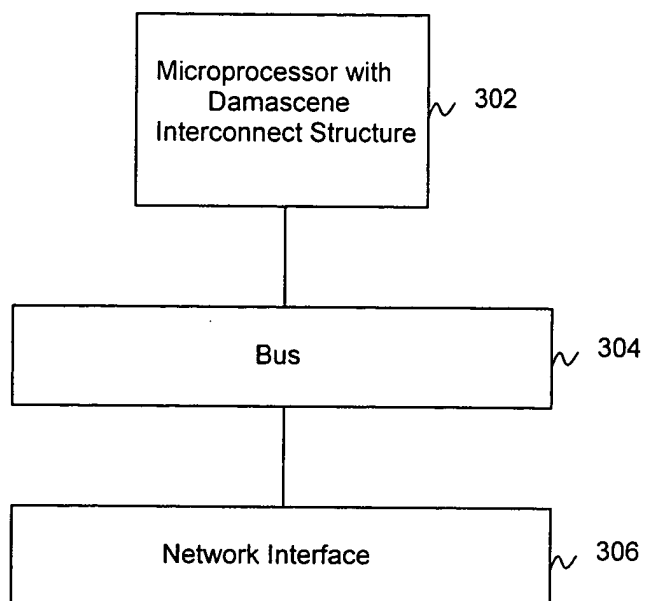 Microprocessor with
Damascene
Interconnect Structure
302
Bus
304
Network Interface
306